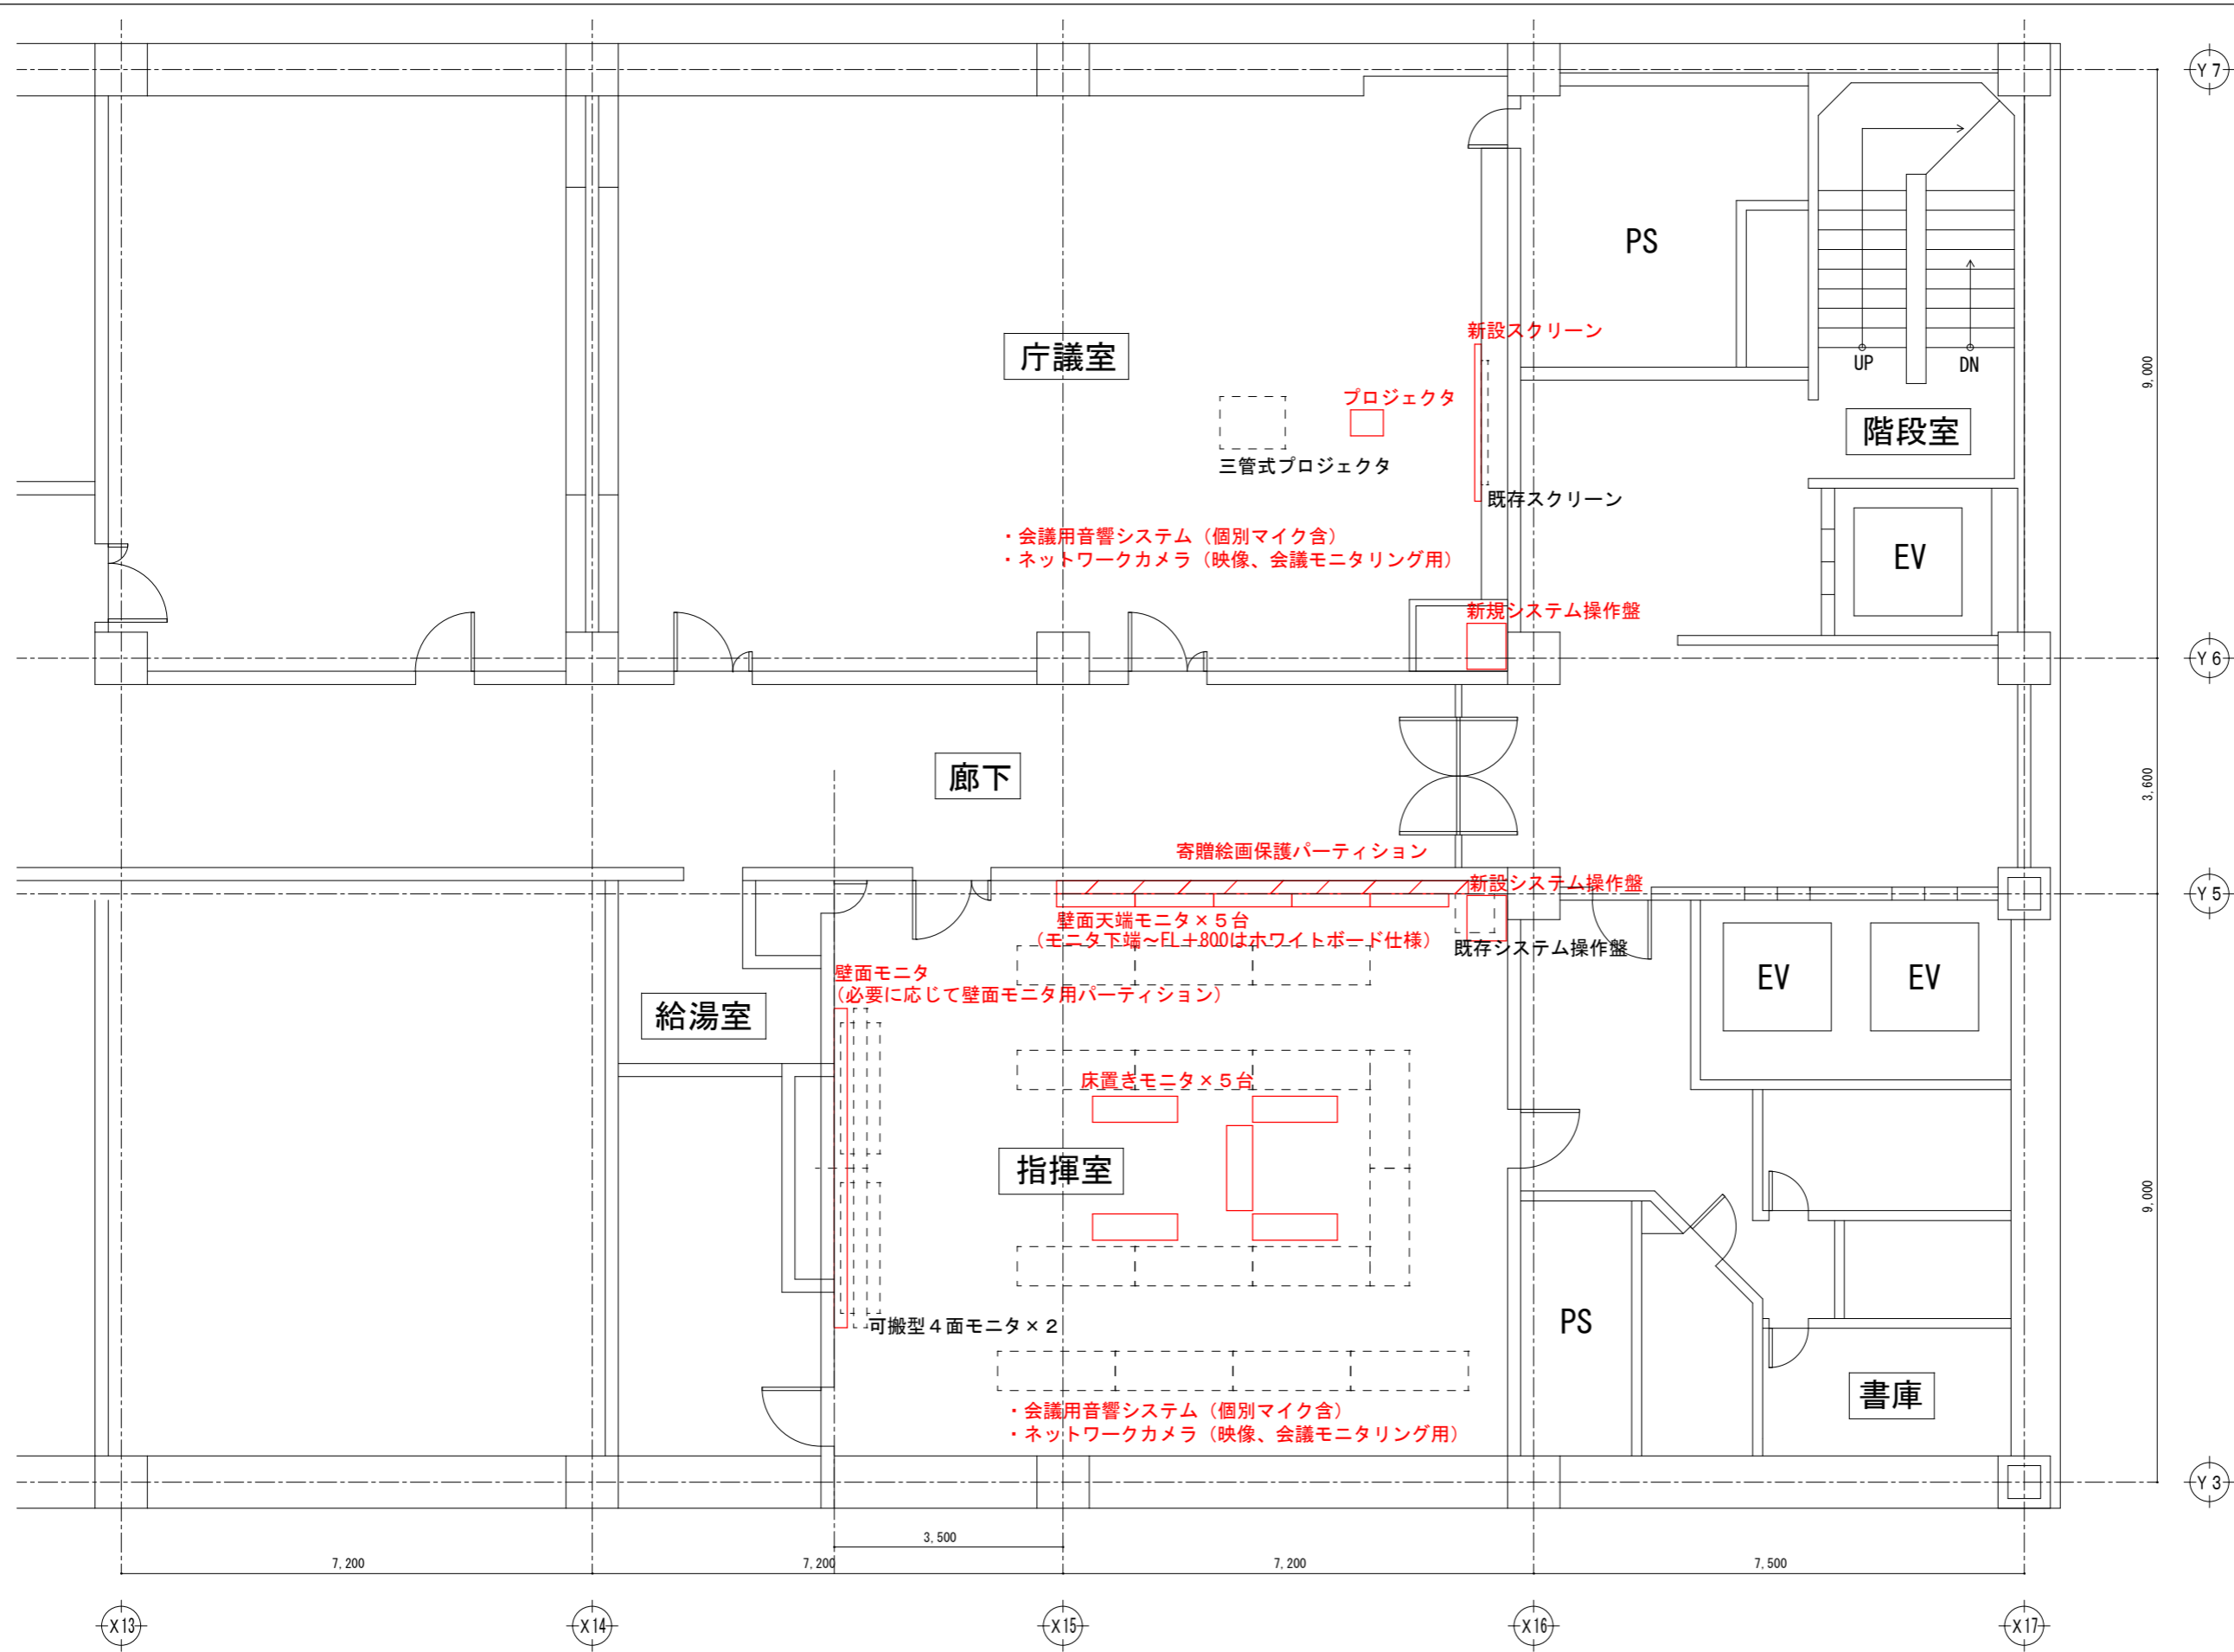 Y7
PS
新設スクリーン
庁議室
UP
DN
9,000
プロジェクタ
階段室
三管式プロジェクタ
既存スクリーン
・会議用音響システム（個別マイク含）
・ネットワークカメラ（映像、会議モニタリング用）
EV
新規システム操作盤
Y6
廊下
3,600
寄贈絵画保護パーティション
新設システム操作盤
Y5
壁面天端モニタ×５台
（モニタ下端～FL＋800はホワイトボード仕様）
既存システム操作盤
壁面モニタ
（必要に応じて壁面モニタ用パーティション）
EV
EV
給湯室
床置きモニタ×５台
指揮室
9,000
可搬型４面モニタ×２
PS
書庫
・会議用音響システム（個別マイク含）
・ネットワークカメラ（映像、会議モニタリング用）
Y3
3,500
7,200
7,200
7,200
7,500
X13
X14
X15
X16
X17